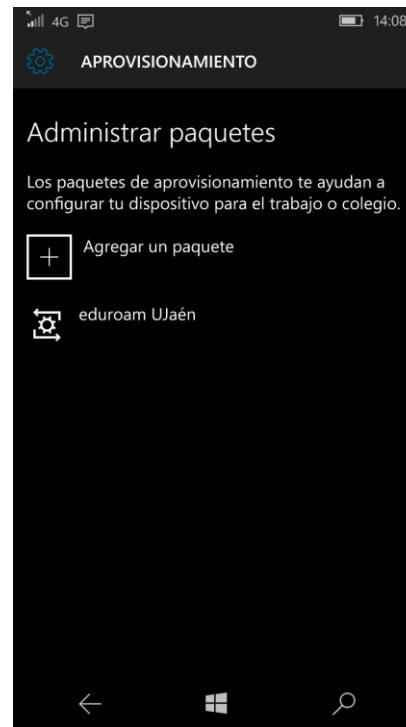 4G 14:08
APROVISIONAMIENTO
Administrar paquetes
Los paquetes de aprovisionamiento te ayudan a
configurar tu dispositivo para el trabajo o colegio.
Agregar un paquete
eduroam UJaén